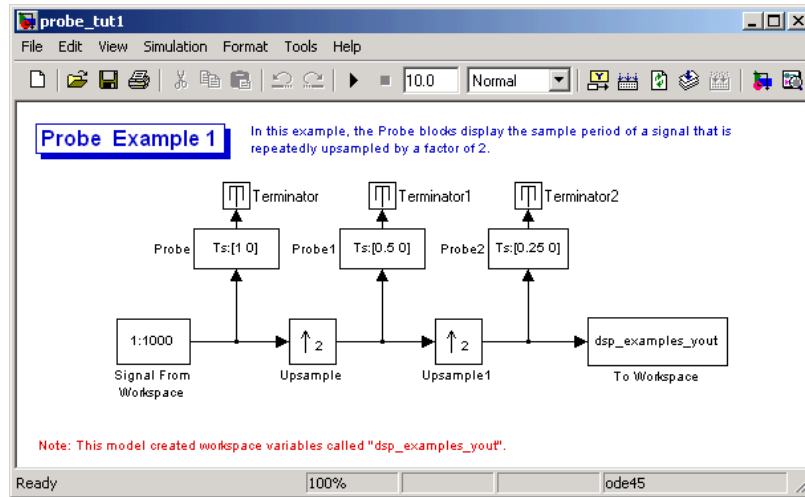 probe_tut1
File Edit View Simulation Format Tools Help
10.0 Normal
Probe Example 1
In this example, the Probe blocks display the sample period of a signal that is
repeatedly upsampled by a factor of 2.
Terminator Terminator1 Terminator2
Probe Ts:[1 0] Probe1 Ts:[0.5 0] Probe2 Ts:[0.25 0]
1:1000 ↑2 ↑2 dsp_examples_yout
Signal From
Workspace
Upsample Upsample1 To Workspace
Note: This model created workspace variables called "dsp_examples_yout".
Ready 100% ode45